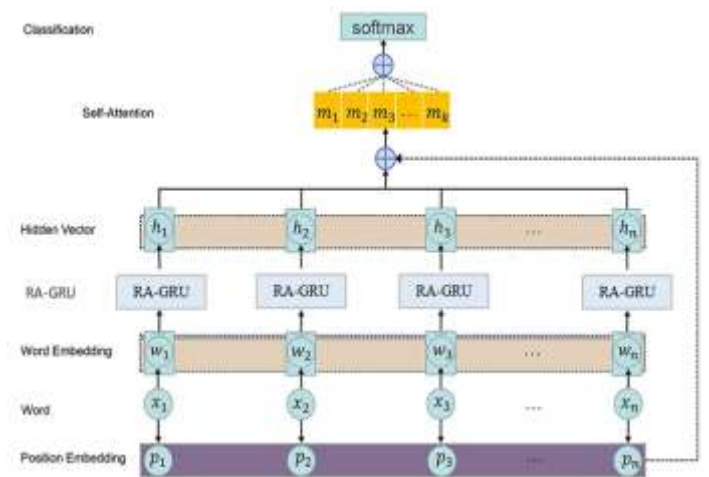 Classification softmax
Self-Attention m₁ m₂ m₃ ... mₖ
Hidden Vector h₁ h₂ h₃ ... hₙ
RA-GRU RA-GRU RA-GRU RA-GRU RA-GRU
Word Embedding w₁ w₂ w₃ ... wₙ
Word x₁ x₂ x₃ ... xₙ
Position Embedding p₁ p₂ p₃ ... pₙ